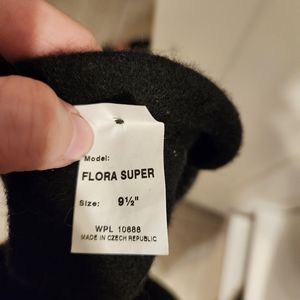 Model:
FLORA SUPER
Size: 9½"
WPL 10888
MADE IN CZECH REPUBLIC